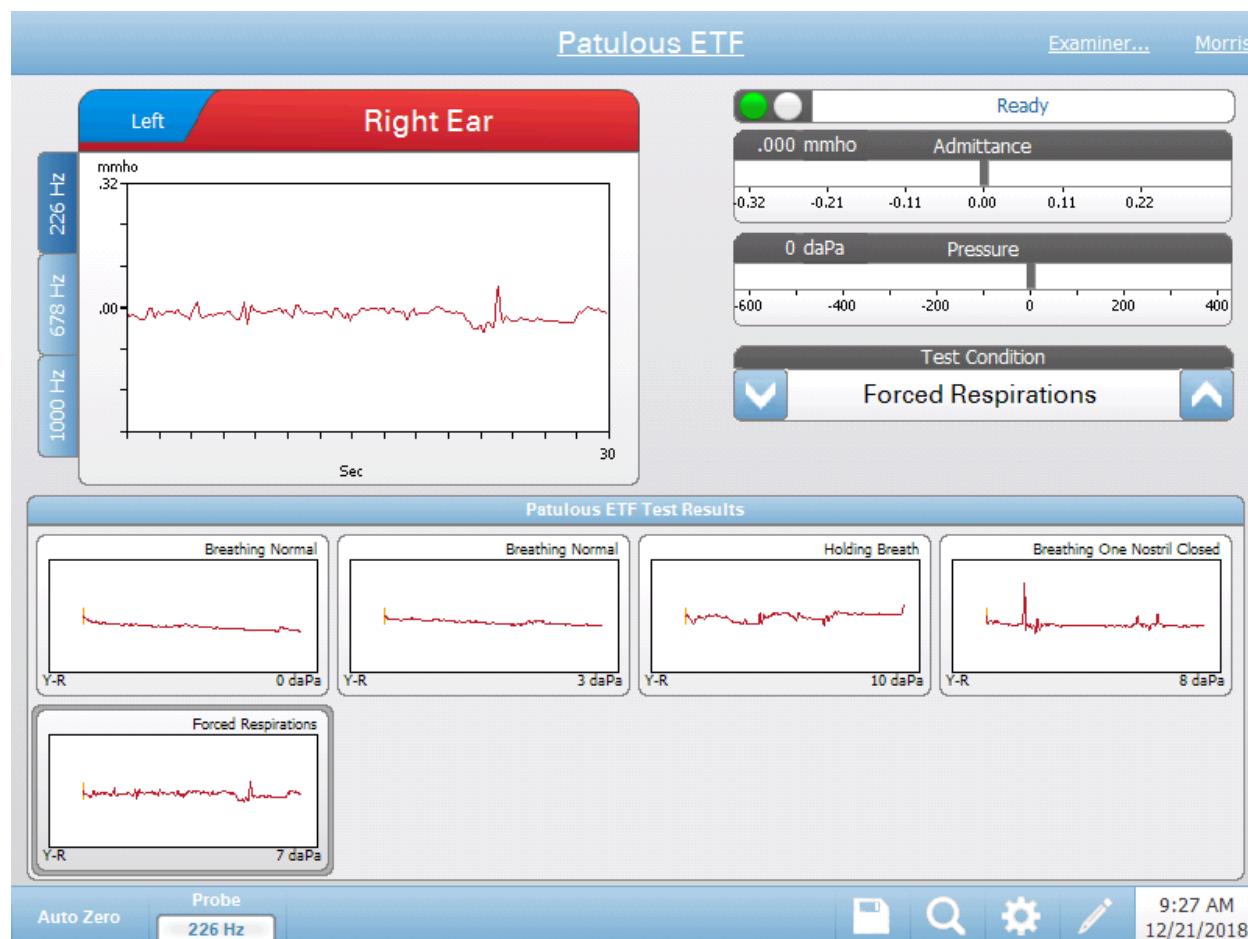 Patulous ETF
Examiner...
Morris
Left
Right Ear
226 Hz
678 Hz
1000 Hz
mmho
.32
.00
30
Sec
Ready
.000 mmho Admittance
-0.32 -0.21 -0.11 0.00 0.11 0.22
0 daPa Pressure
-600 -400 -200 0 200 400
Test Condition
Forced Respirations
Patulous ETF Test Results
Breathing Normal
Y-R 0 daPa
Breathing Normal
Y-R 3 daPa
Holding Breath
Y-R 10 daPa
Breathing One Nostril Closed
Y-R 8 daPa
Forced Respirations
Y-R 7 daPa
Auto Zero
Probe
226 Hz
9:27 AM
12/21/2018